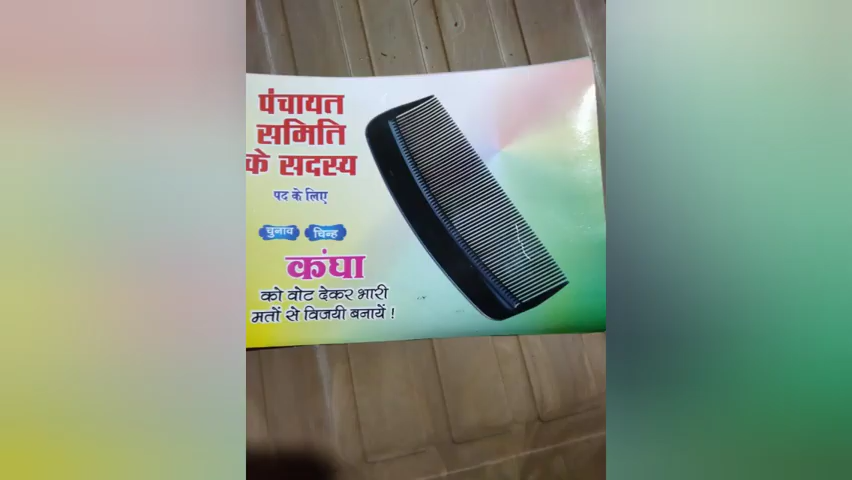 पंचायत
समिति
के सदस्य
पद के लिए
चुनाव चिन्ह
कंघा
को वोट देकर भारी
मतों से विजयी बनायें !